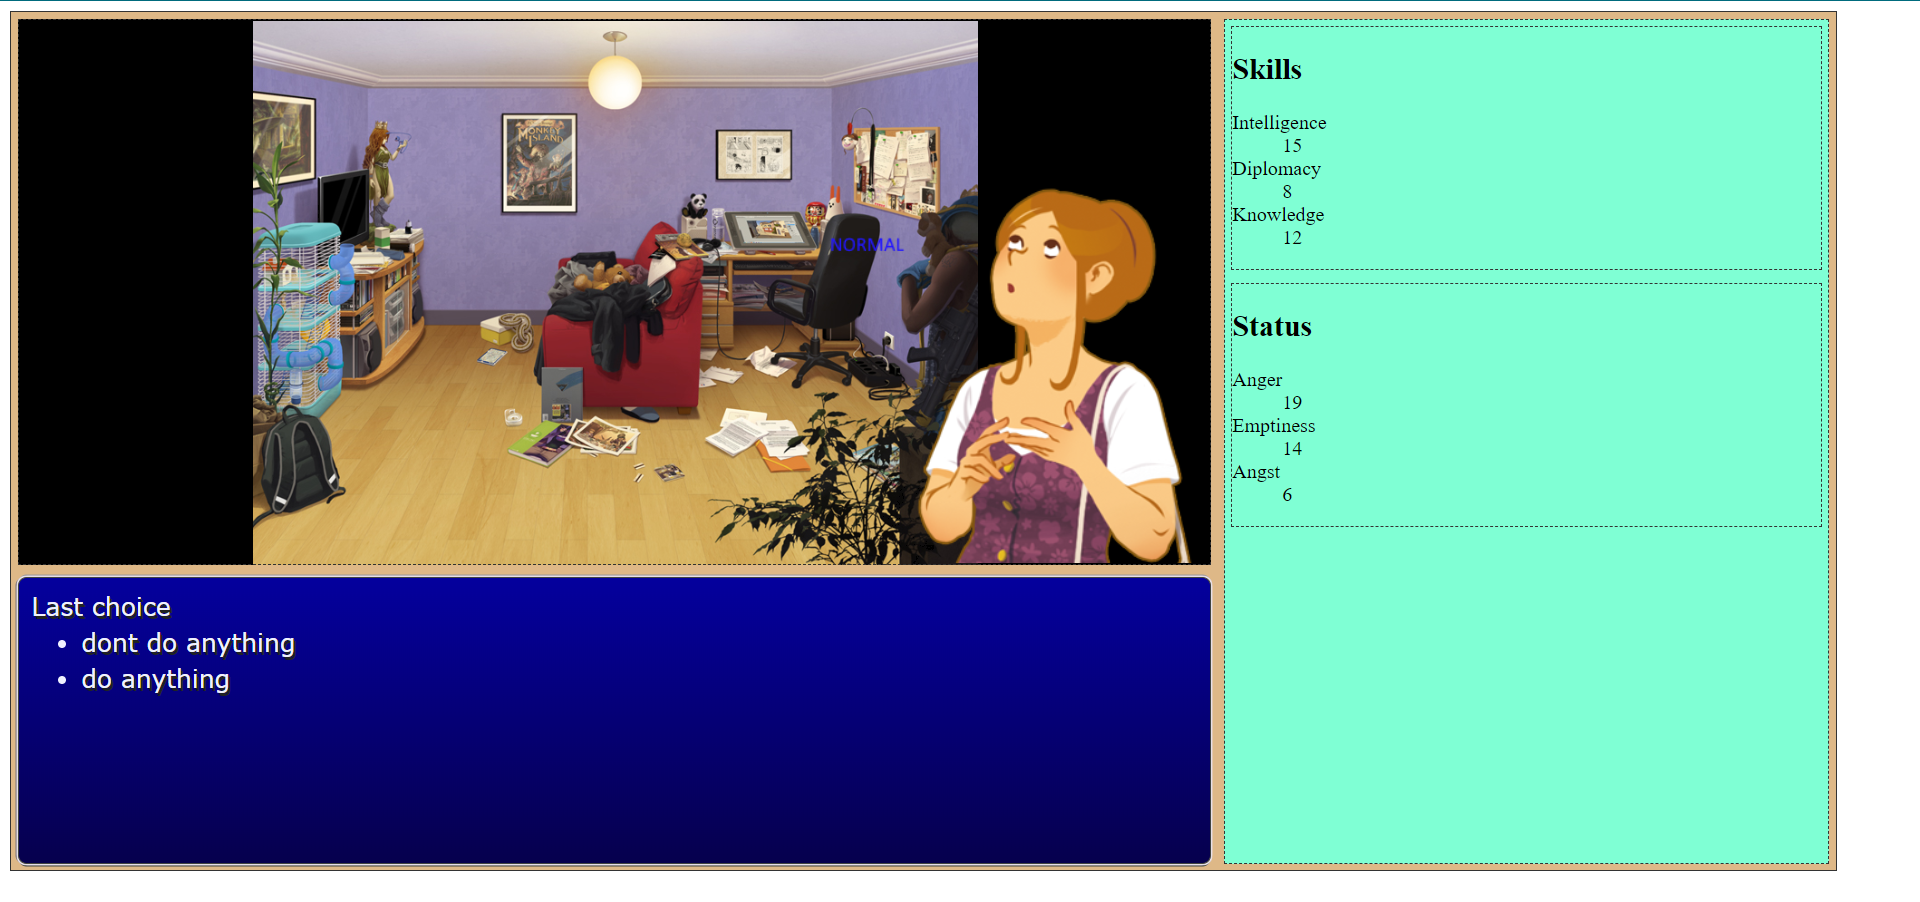 MONKEY
ISLAND
NORMAL
Last choice
dont do anything
do anything
Skills
Intelligence
15
Diplomacy
8
Knowledge
12
Status
Anger
19
Emptiness
14
Angst
6